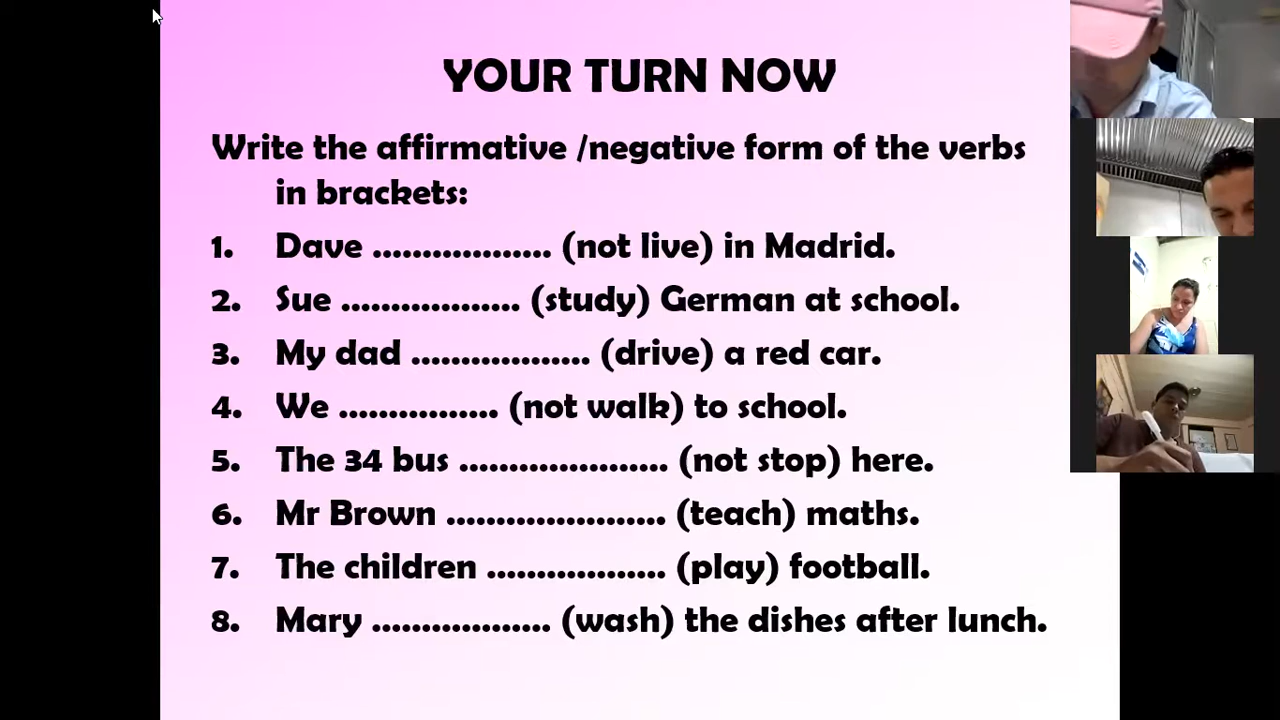 YOUR TURN NOW
Write the affirmative /negative form of the verbs
in brackets:
1. Dave .................. (not live) in Madrid.
2. Sue .................. (study) German at school.
3. My dad .................. (drive) a red car.
4. We ................ (not walk) to school.
5. The 34 bus ..................... (not stop) here.
6. Mr Brown ...................... (teach) maths.
7. The children .................. (play) football.
8. Mary .................. (wash) the dishes after lunch.